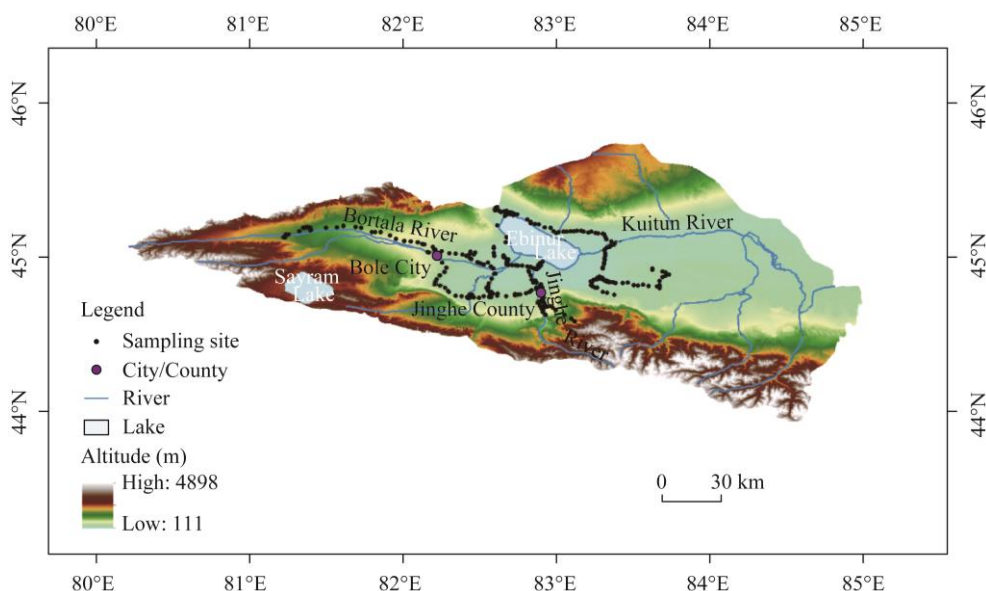 80°E 81°E 82°E 83°E 84°E 85°E
46°N 46°N
45°N 45°N
44°N 44°N
Bortala River
Kuitun River
Ebinur
Lake
Bole City
Sayram
Lake
Jinghe County
Jinghe River
Legend
Sampling site
City/County
River
Lake
Altitude (m)
High: 4898
Low: 111
0 30 km
80°E 81°E 82°E 83°E 84°E 85°E